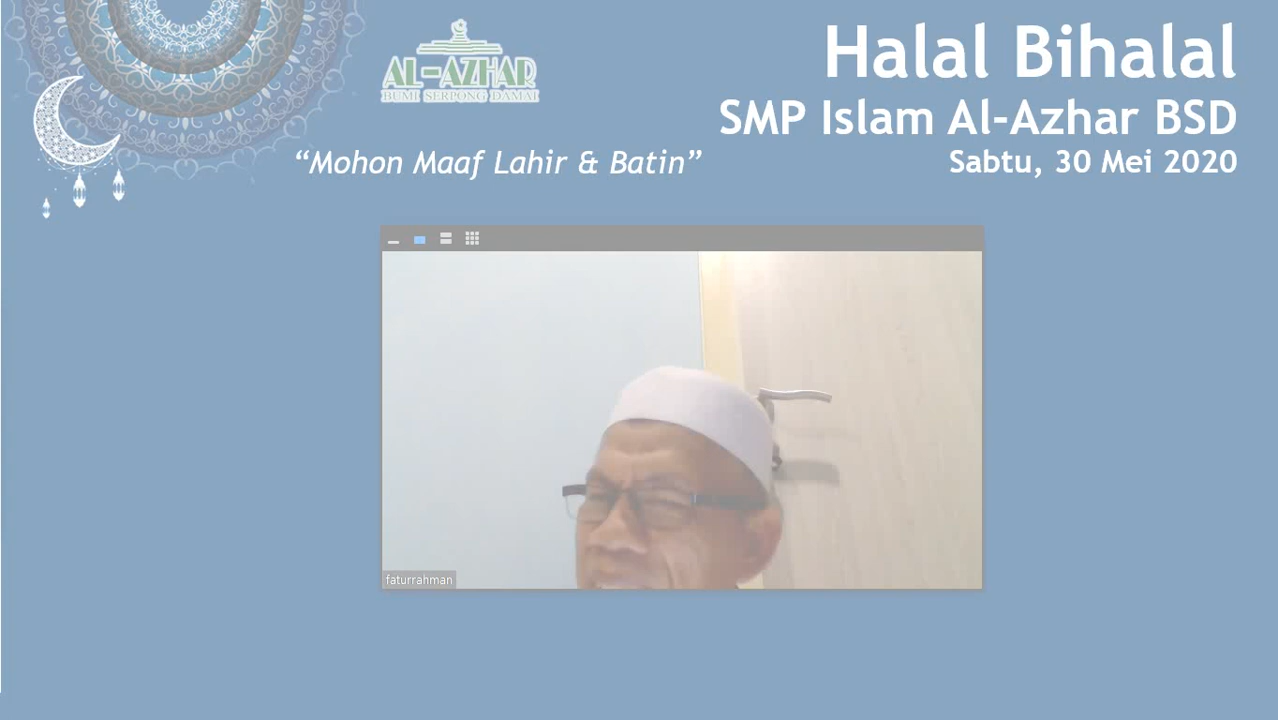 Halal Bihalal
AL-AZHAR
BUMI SERPONG DAMAI
SMP Islam Al-Azhar BSD
“Mohon Maaf Lahir & Batin”
Sabtu, 30 Mei 2020
faturrahman